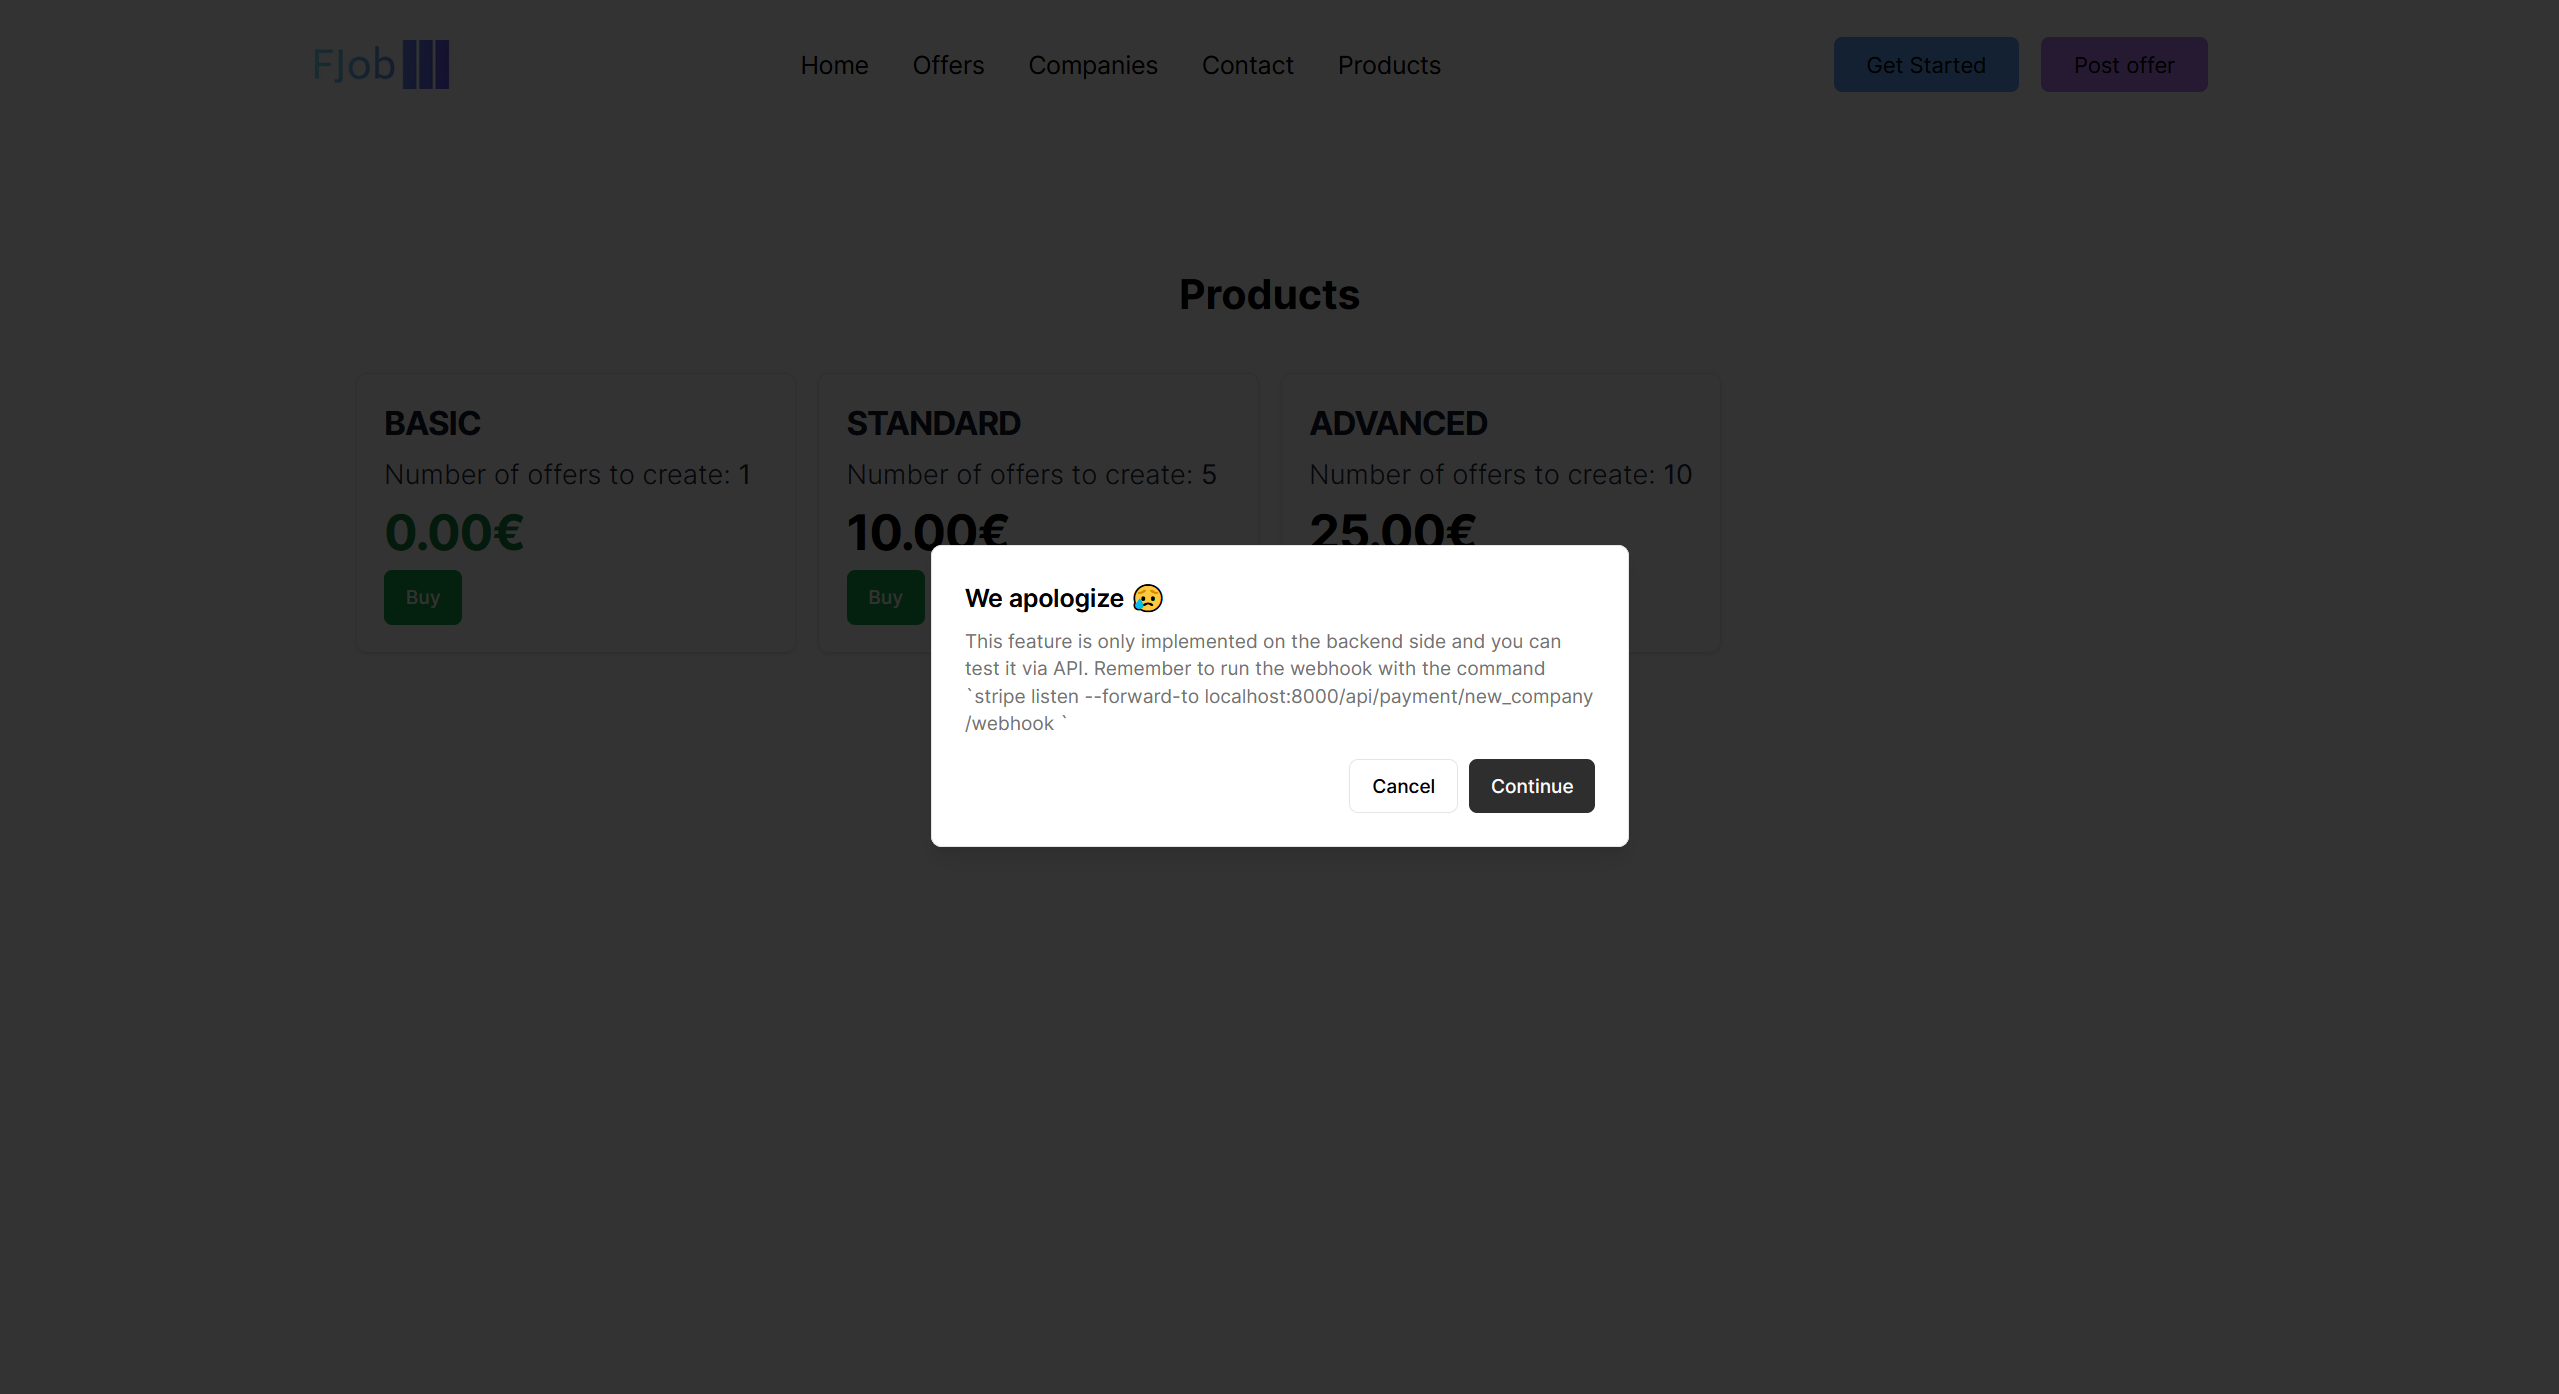 FJob
Home Offers Companies Contact Products
Get Started Post offer
Products
BASIC
Number of offers to create: 1
0.00€
Buy
STANDARD
Number of offers to create: 5
10.00€
Buy
ADVANCED
Number of offers to create: 10
25.00€
We apologize 😥
This feature is only implemented on the backend side and you can
test it via API. Remember to run the webhook with the command
`stripe listen --forward-to localhost:8000/api/payment/new_company
/webhook `
Cancel Continue